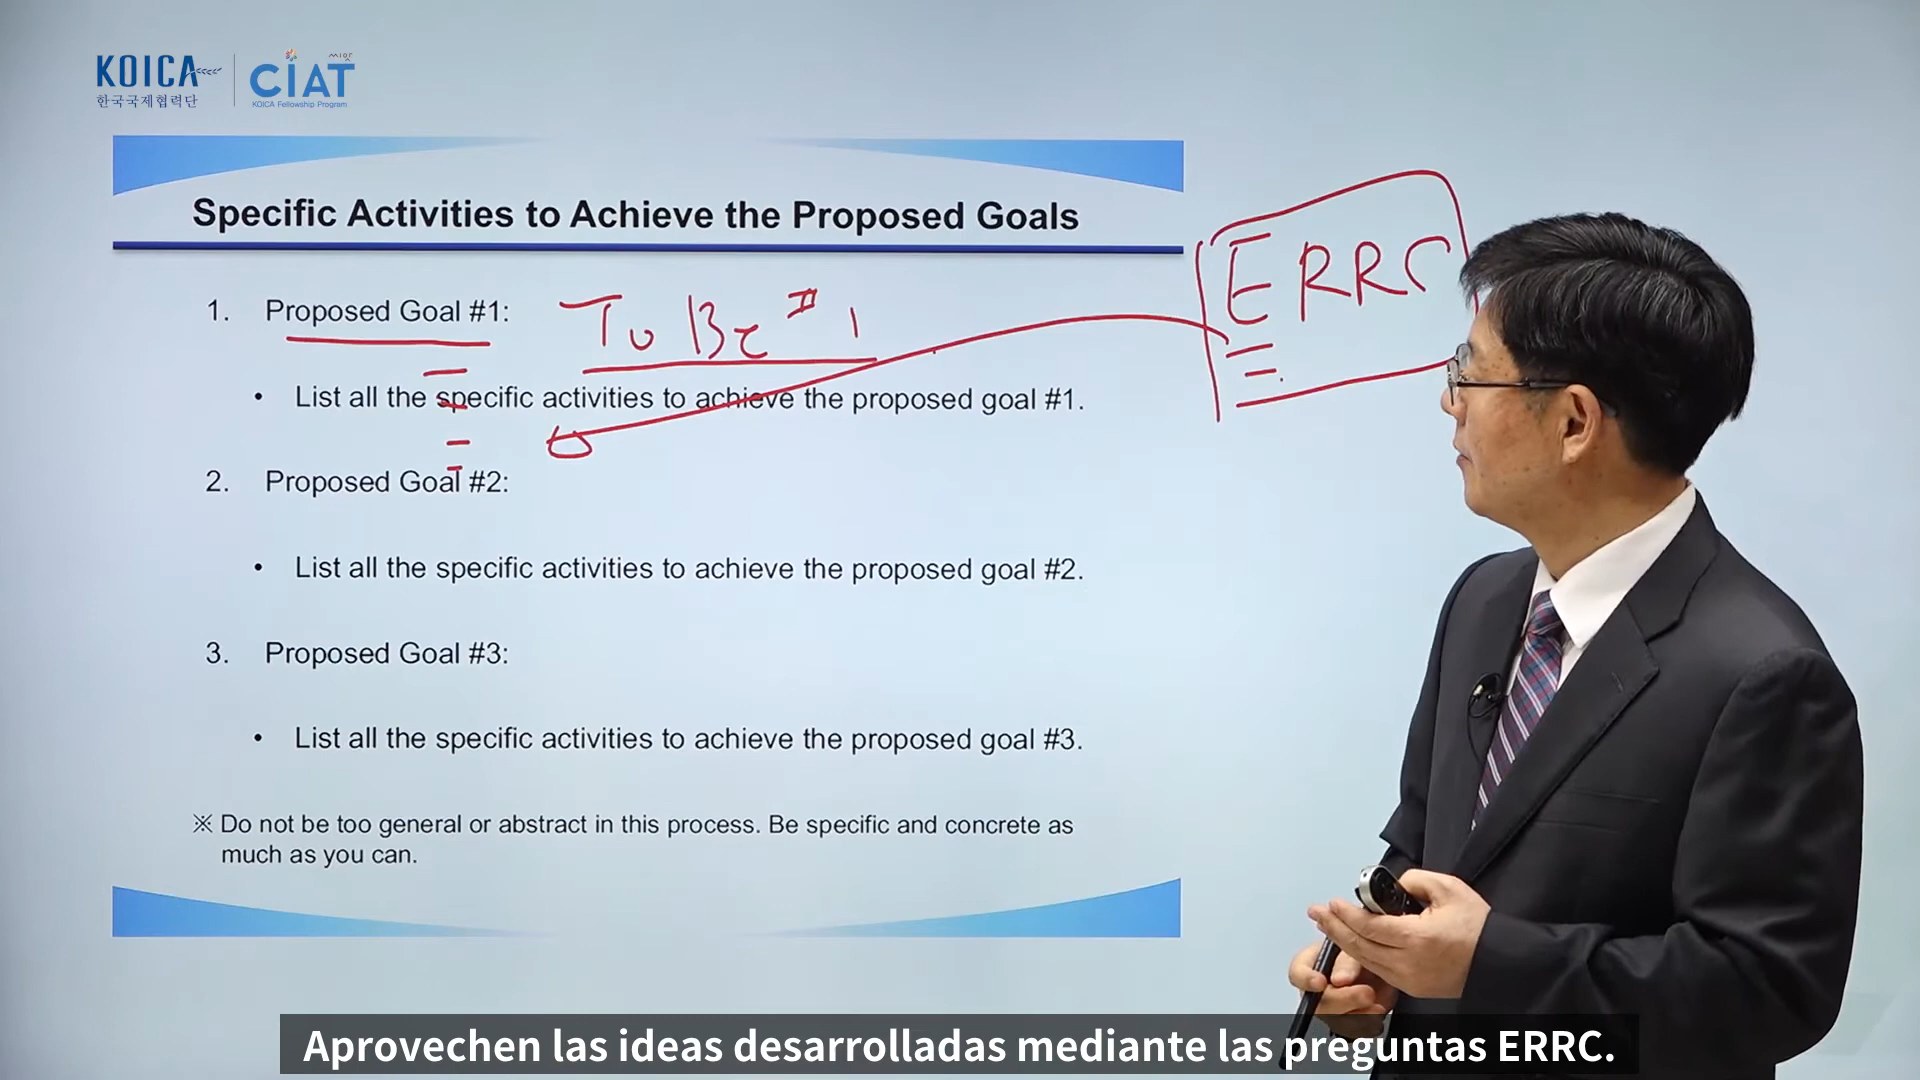 KOICA
한국국제협력단
씨앗
CIAT
KOICA Fellowship Program
Specific Activities to Achieve the Proposed Goals
ERRC
1. Proposed Goal #1:
To Be #1
• List all the specific activities to achieve the proposed goal #1.
2. Proposed Goal #2:
• List all the specific activities to achieve the proposed goal #2.
3. Proposed Goal #3:
• List all the specific activities to achieve the proposed goal #3.
※ Do not be too general or abstract in this process. Be specific and concrete as
much as you can.
Aprovechen las ideas desarrolladas mediante las preguntas ERRC.